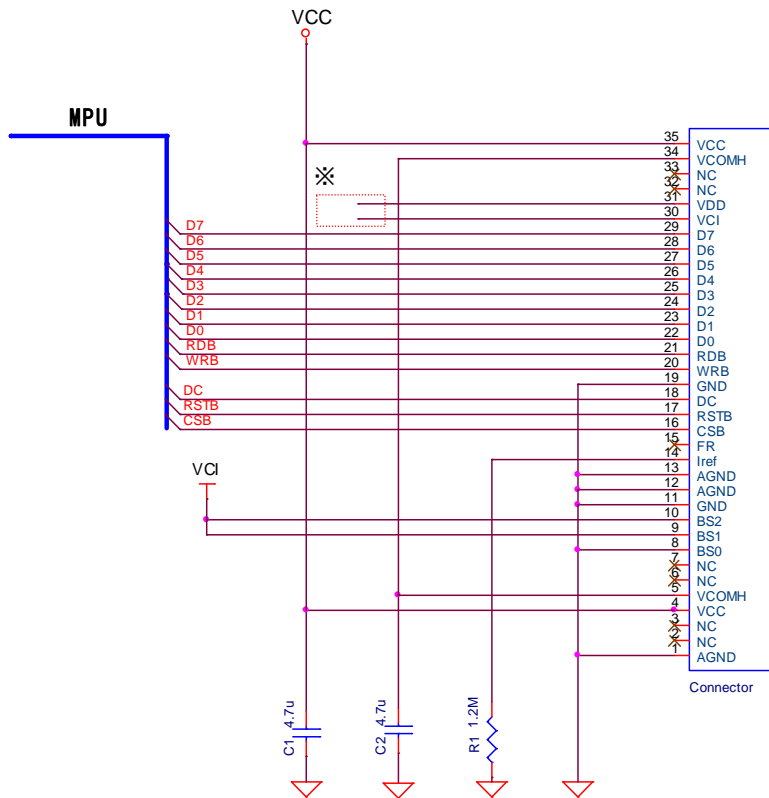 VCC
MPU
※
35 VCC
34 VCOMH
33 NC
32 NC
31 VDD
30 VCI
D7 29 D7
D6 28 D6
D5 27 D5
D4 26 D4
D3 25 D3
D2 24 D2
D1 23 D1
D0 22 D0
RDB 21 RDB
WRB 20 WRB
19 GND
DC 18 DC
RSTB 17 RSTB
CSB 16 CSB
15 FR
14 Iref
13 AGND
12 AGND
11 GND
VCI
10 BS2
9 BS1
8 BS0
7 NC
6 NC
5 VCOMH
4 VCC
3 NC
2 NC
1 AGND
Connector
C1 4.7u
C2 4.7u
R1 1.2M